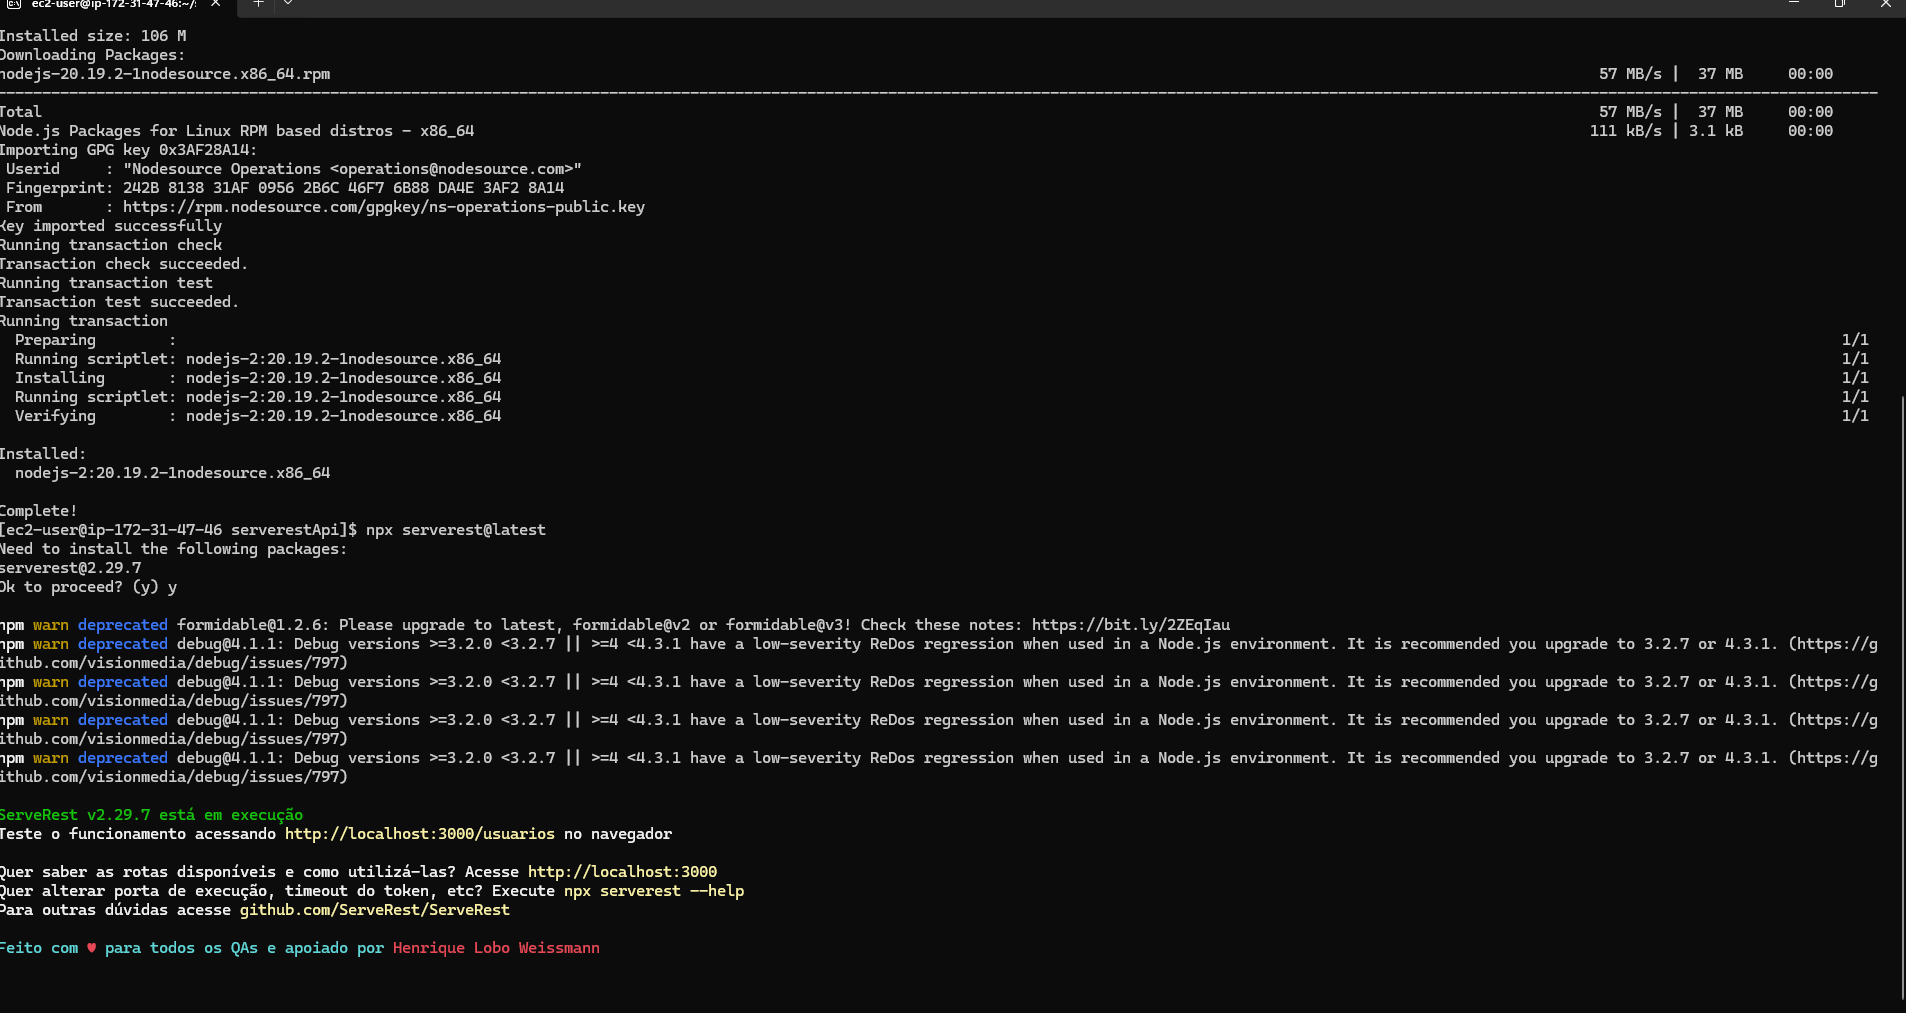 ec2-user@ip-172-31-47-46:~/
Installed size: 106 M
Downloading Packages:
nodejs-20.19.2-1nodesource.x86_64.rpm 57 MB/s | 37 MB 00:00
Total 57 MB/s | 37 MB 00:00
Node.js Packages for Linux RPM based distros - x86_64 111 kB/s | 3.1 kB 00:00
Importing GPG key 0x3AF28A14:
Userid : "Nodesource Operations <operations@nodesource.com>"
Fingerprint: 242B 8138 31AF 0956 2B6C 46F7 6B88 DA4E 3AF2 8A14
From : https://rpm.nodesource.com/gpgkey/ns-operations-public.key
Key imported successfully
Running transaction check
Transaction check succeeded.
Running transaction test
Transaction test succeeded.
Running transaction
Preparing : 1/1
Running scriptlet: nodejs-2:20.19.2-1nodesource.x86_64 1/1
Installing : nodejs-2:20.19.2-1nodesource.x86_64 1/1
Running scriptlet: nodejs-2:20.19.2-1nodesource.x86_64 1/1
Verifying : nodejs-2:20.19.2-1nodesource.x86_64 1/1
Installed:
nodejs-2:20.19.2-1nodesource.x86_64
Complete!
[ec2-user@ip-172-31-47-46 serverestApi]$ npx serverest@latest
Need to install the following packages:
serverest@2.29.7
Ok to proceed? (y) y
npm warn deprecated formidable@1.2.6: Please upgrade to latest, formidable@v2 or formidable@v3! Check these notes: https://bit.ly/2ZEqIau
npm warn deprecated debug@4.1.1: Debug versions >=3.2.0 <3.2.7 || >=4 <4.3.1 have a low-severity ReDos regression when used in a Node.js environment. It is recommended you upgrade to 3.2.7 or 4.3.1. (https://g
ithub.com/visionmedia/debug/issues/797)
npm warn deprecated debug@4.1.1: Debug versions >=3.2.0 <3.2.7 || >=4 <4.3.1 have a low-severity ReDos regression when used in a Node.js environment. It is recommended you upgrade to 3.2.7 or 4.3.1. (https://g
ithub.com/visionmedia/debug/issues/797)
npm warn deprecated debug@4.1.1: Debug versions >=3.2.0 <3.2.7 || >=4 <4.3.1 have a low-severity ReDos regression when used in a Node.js environment. It is recommended you upgrade to 3.2.7 or 4.3.1. (https://g
ithub.com/visionmedia/debug/issues/797)
npm warn deprecated debug@4.1.1: Debug versions >=3.2.0 <3.2.7 || >=4 <4.3.1 have a low-severity ReDos regression when used in a Node.js environment. It is recommended you upgrade to 3.2.7 or 4.3.1. (https://g
ithub.com/visionmedia/debug/issues/797)
ServeRest v2.29.7 está em execução
Teste o funcionamento acessando http://localhost:3000/usuarios no navegador
Quer saber as rotas disponíveis e como utilizá-las? Acesse http://localhost:3000
Quer alterar porta de execução, timeout do token, etc? Execute npx serverest --help
Para outras dúvidas acesse github.com/ServeRest/ServeRest
Feito com ♥ para todos os QAs e apoiado por Henrique Lobo Weissmann